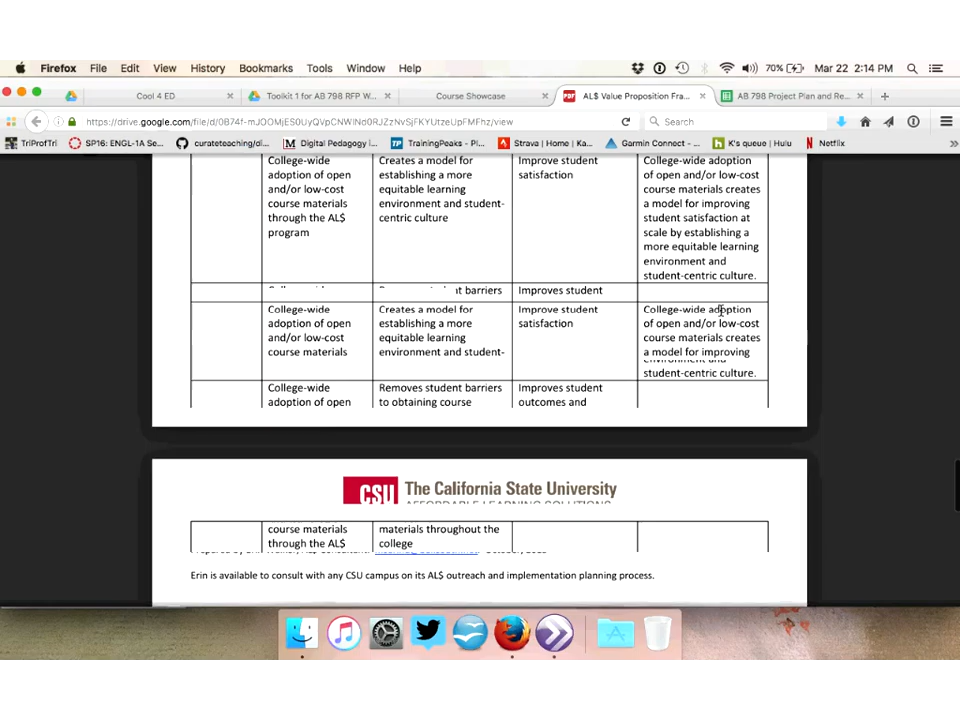 Firefox File Edit View History Bookmarks Tools Window Help 70% Mar 22 2:14 PM
Cool 4 ED Toolkit 1 for AB 798 RFP W... Course Showcase AL$ Value Proposition Fra... AB 798 Project Plan and Re...
Search
TriProfTri SP16: ENGL-1A Se... curateteaching/di... Digital Pedagogy |... TrainingPeaks - Pl... Strava | Home | Ka... Garmin Connect - ... K's queue | Hulu Netflix
College-wide
adoption of open
and/or low-cost
course materials
through the AL$
program
Creates a model for
establishing a more
equitable learning
environment and student-
centric culture
Improve student
satisfaction
College-wide adoption
of open and/or low-cost
course materials creates
a model for improving
student satisfaction at
scale by establishing a
more equitable learning
environment and
student-centric culture.
barriers
Improves student
College-wide
adoption of open
and/or low-cost
course materials
Creates a model for
establishing a more
equitable learning
environment and student-
Improve student
satisfaction
College-wide adoption
of open and/or low-cost
course materials creates
a model for improving
student-centric culture.
College-wide
adoption of open
Removes student barriers
to obtaining course
Improves student
outcomes and
CSU The California State University
AFFORDABLE LEARNING SOLUTIONS
course materials
through the AL$
materials throughout the
college
Erin is available to consult with any CSU campus on its AL$ outreach and implementation planning process.